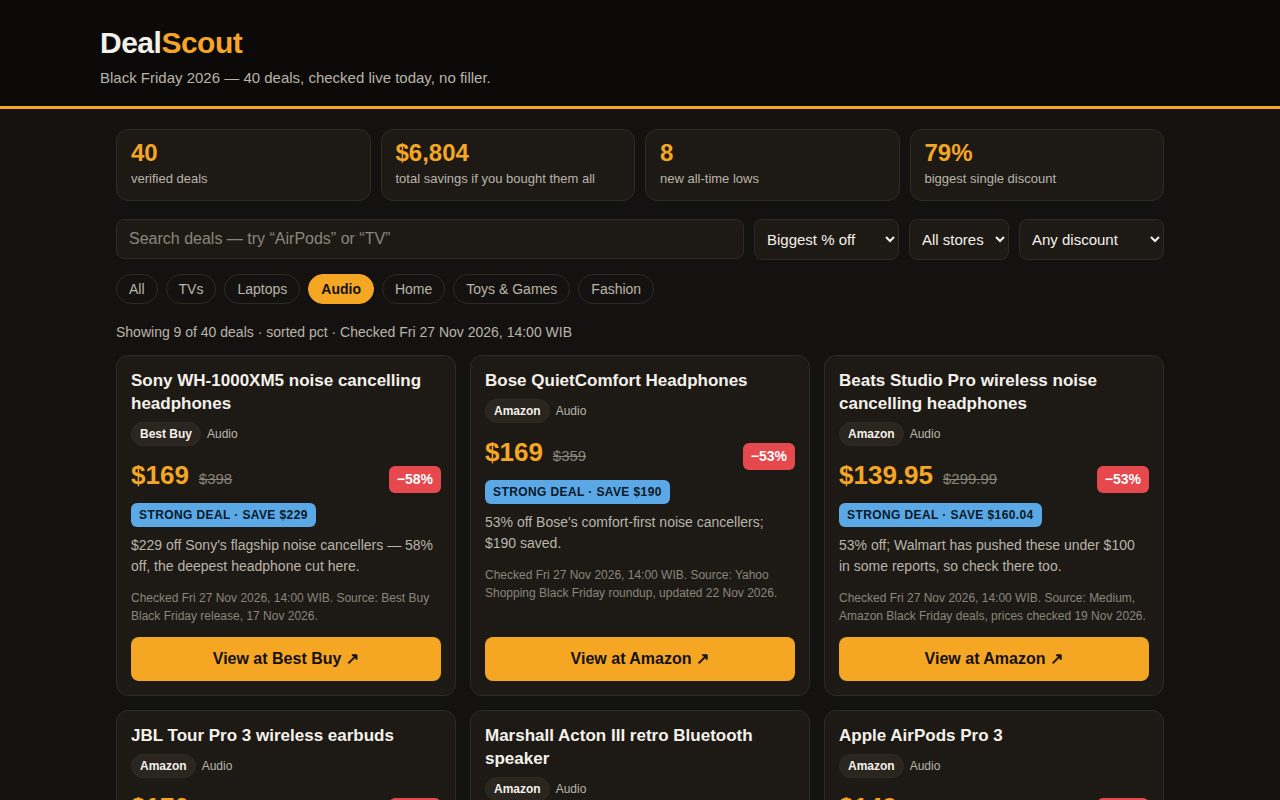 DealScout
Black Friday 2026 — 40 deals, checked live today, no filler.
40
verified deals
$6,804
total savings if you bought them all
8
new all-time lows
79%
biggest single discount
Search deals — try “AirPods” or “TV”
Biggest % off
All stores
Any discount
All
TVs
Laptops
Audio
Home
Toys & Games
Fashion
Showing 9 of 40 deals · sorted pct · Checked Fri 27 Nov 2026, 14:00 WIB
Sony WH-1000XM5 noise cancelling
headphones
Best Buy Audio
$169 $398 −58%
STRONG DEAL · SAVE $229
$229 off Sony's flagship noise cancellers — 58%
off, the deepest headphone cut here.
Checked Fri 27 Nov 2026, 14:00 WIB. Source: Best Buy
Black Friday release, 17 Nov 2026.
View at Best Buy ↗
Bose QuietComfort Headphones
Amazon Audio
$169 $359 −53%
STRONG DEAL · SAVE $190
53% off Bose's comfort-first noise cancellers;
$190 saved.
Checked Fri 27 Nov 2026, 14:00 WIB. Source: Yahoo
Shopping Black Friday roundup, updated 22 Nov 2026.
View at Amazon ↗
Beats Studio Pro wireless noise
cancelling headphones
Amazon Audio
$139.95 $299.99 −53%
STRONG DEAL · SAVE $160.04
53% off; Walmart has pushed these under $100
in some reports, so check there too.
Checked Fri 27 Nov 2026, 14:00 WIB. Source: Medium,
Amazon Black Friday deals, prices checked 19 Nov 2026.
View at Amazon ↗
JBL Tour Pro 3 wireless earbuds
Amazon Audio
Marshall Acton III retro Bluetooth
speaker
Amazon Audio
Apple AirPods Pro 3
Amazon Audio